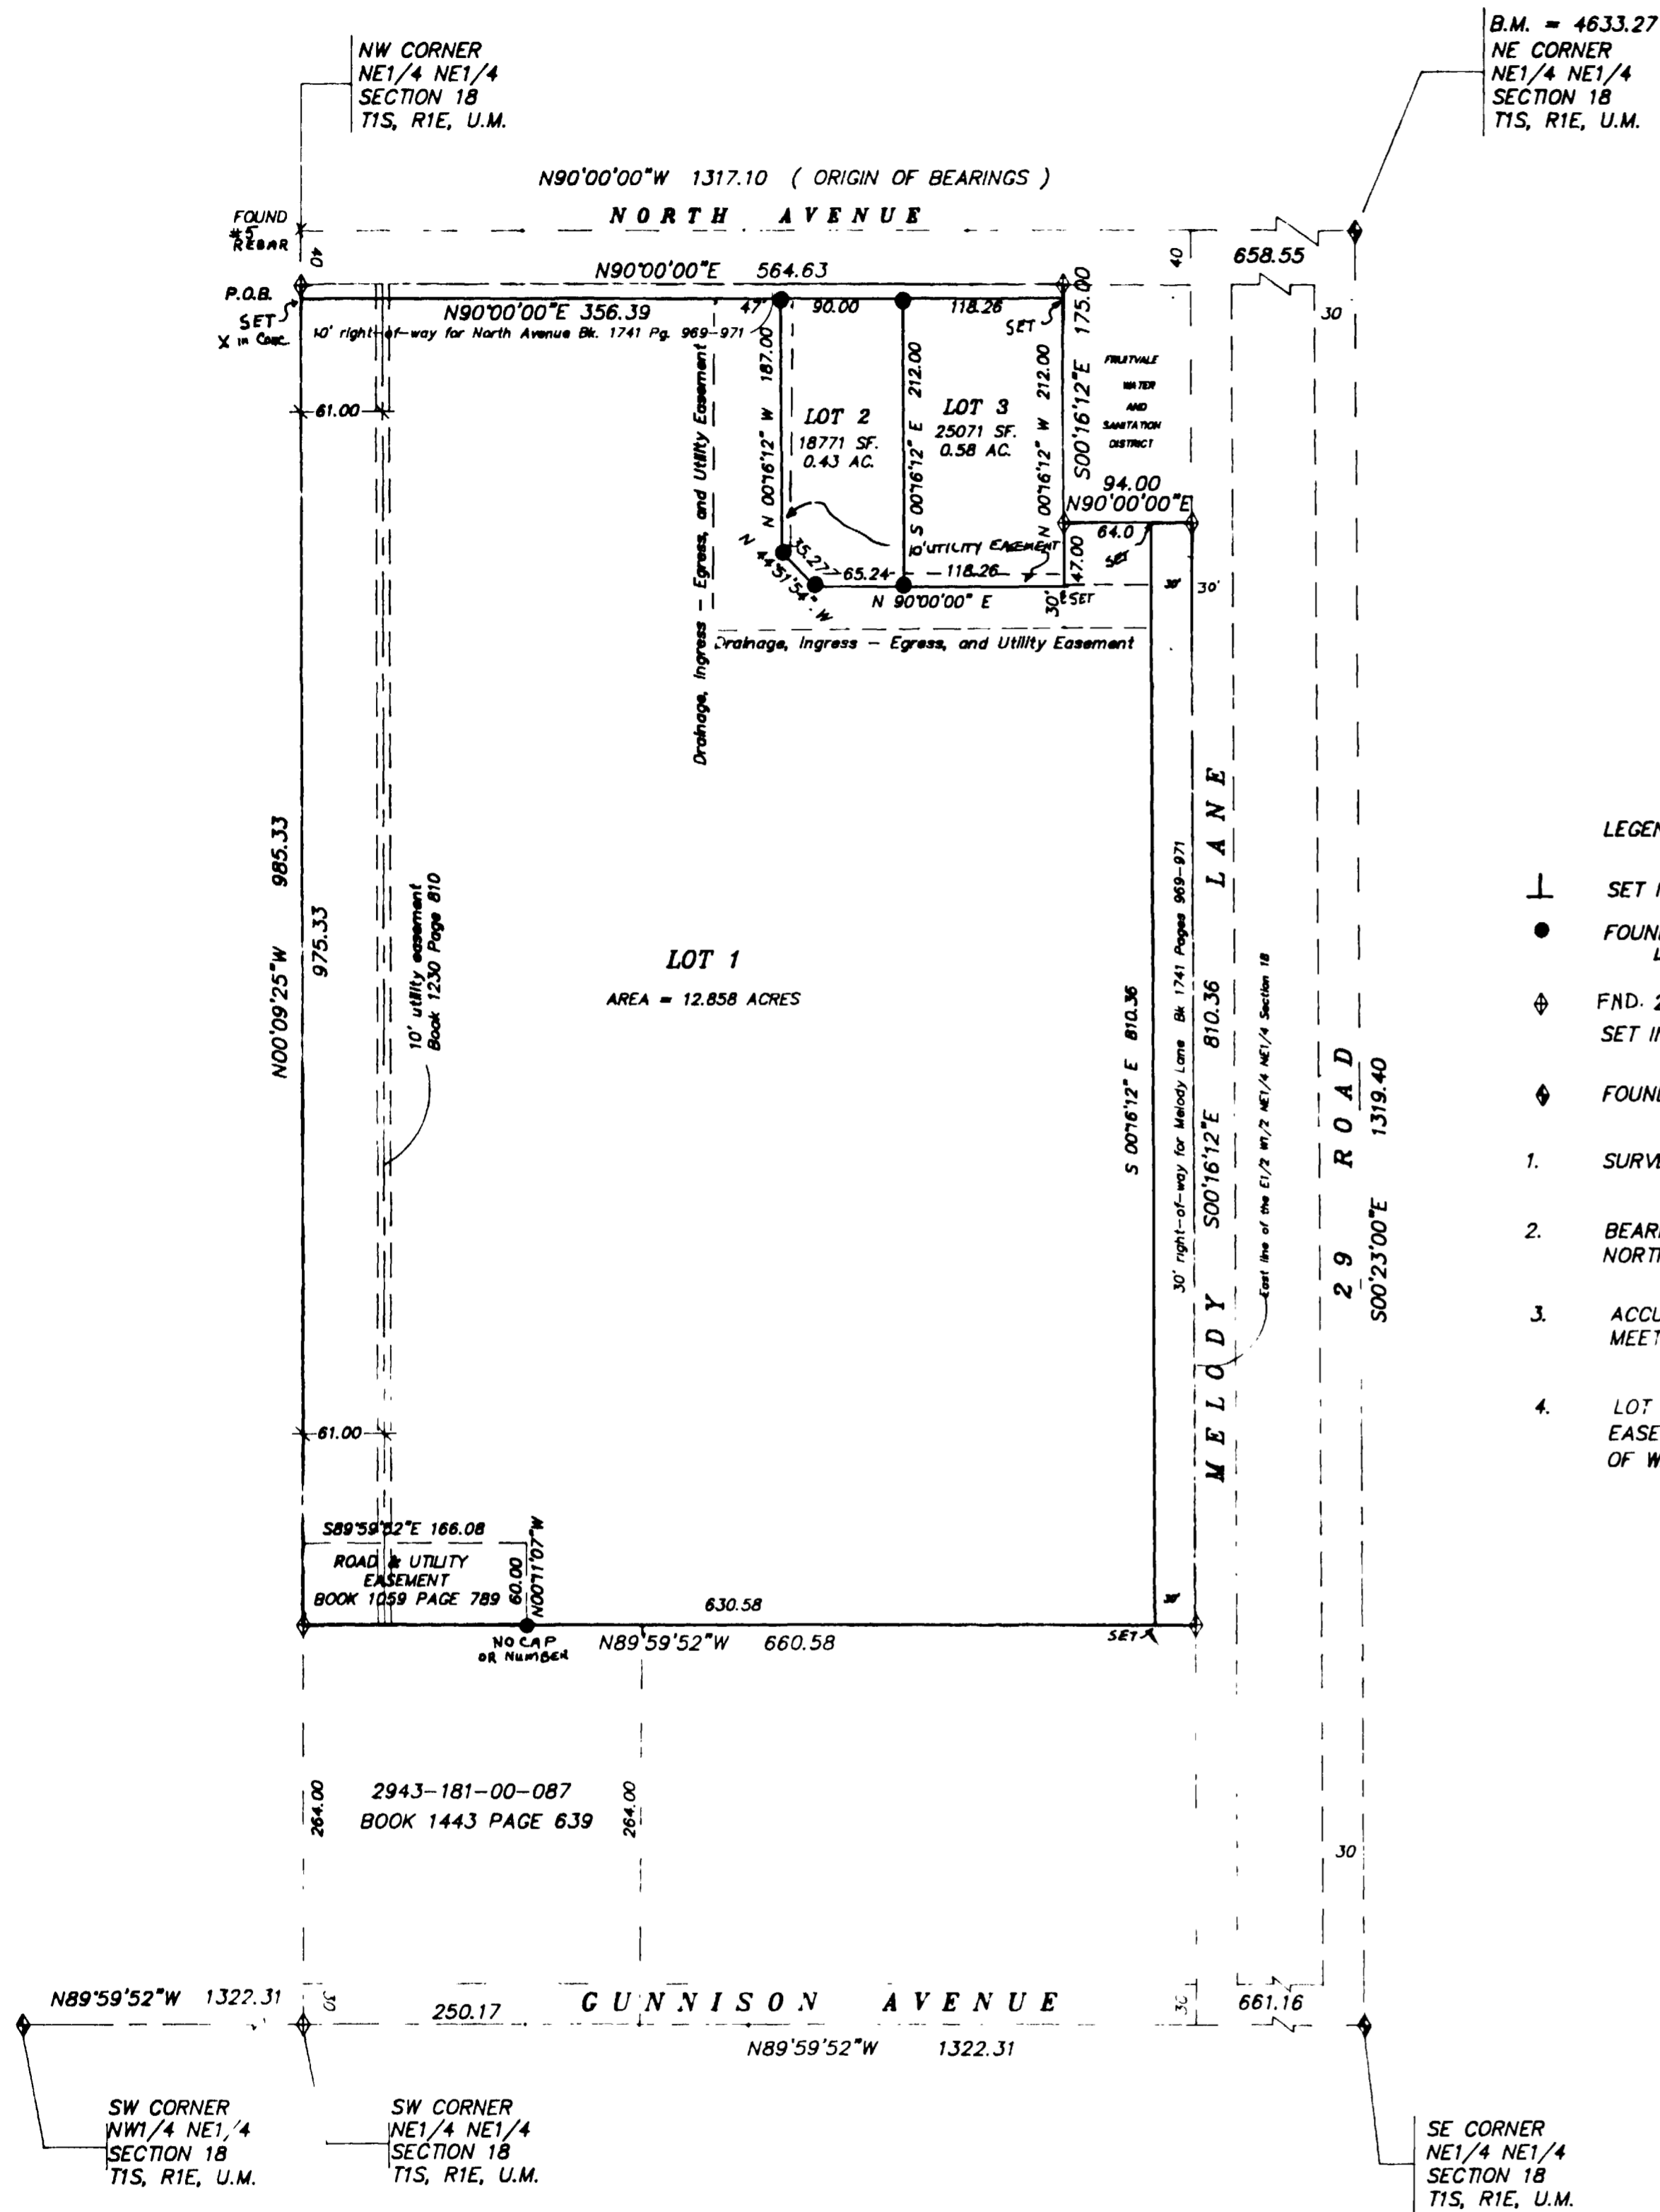 B.M. = 4633.27
NE CORNER
NE1/4 NE1/4
SECTION 18
T1S, R1E, U.M.
NW CORNER
NE1/4 NE1/4
SECTION 18
T1S, R1E, U.M.
N90°00'00"W 1317.10 ( ORIGIN OF BEARINGS )
NORTH AVENUE
FOUND
#5
REBAR
40
40
658.55
N90°00'00"E 564.63
P.O.B.
SET
X in Conc.
N90°00'00"E 356.39
47'
90.00
118.26
SET
10' right-of-way for North Avenue Bk. 1741 Pg. 969-971
30
61.00
Drainage, Ingress - Egress, and Utility Easement
N 00°16'12" W 187.00
LOT 2
18771 SF.
0.43 AC.
S 00°16'12" E 212.00
LOT 3
25071 SF.
0.58 AC.
N 00°16'12" W 212.00
S00°16'12"E 175.00
FRUITVALE
WATER
AND
SANITATION
DISTRICT
94.00
N90°00'00"E
64.0
SET
10' UTILITY EASEMENT
35.27
N 44°51'54" W
65.24
118.26
47.00
30'
SET
30'
30'
N 90°00'00" E
Drainage, Ingress - Egress, and Utility Easement
N00°09'25"W 985.33
975.33
10' utility easement
Book 1230 Page 810
LOT 1
AREA = 12.858 ACRES
S 00°16'12" E 810.36
30' right-of-way for Melody Lane Bk 1741 Pages 969-971
MELODY LANE
S00°16'12"E 810.36
East line of the E1/2 W1/2 NE1/4 NE1/4 Section 18
29 ROAD
S00°23'00"E 1319.40
LEGEN
SET
FOUN
FND. 2
SET I
FOUN
1. SURV
2. BEAR
NORT
3. ACCU
MEET
4. LOT
EASE
OF W
61.00
S89°59'52"E 166.08
ROAD & UTILITY
EASEMENT
BOOK 1059 PAGE 789
60.00
N00°11'07"W
630.58
30'
NO CAP
OR NUMBER
N89°59'52"W 660.58
SET
264.00
2943-181-00-087
BOOK 1443 PAGE 639
264.00
30
N89°59'52"W 1322.31
30
250.17
GUNNISON AVENUE
30
661.16
N89°59'52"W 1322.31
SW CORNER
NW1/4 NE1/4
SECTION 18
T1S, R1E, U.M.
SW CORNER
NE1/4 NE1/4
SECTION 18
T1S, R1E, U.M.
SE CORNER
NE1/4 NE1/4
SECTION 18
T1S, R1E, U.M.